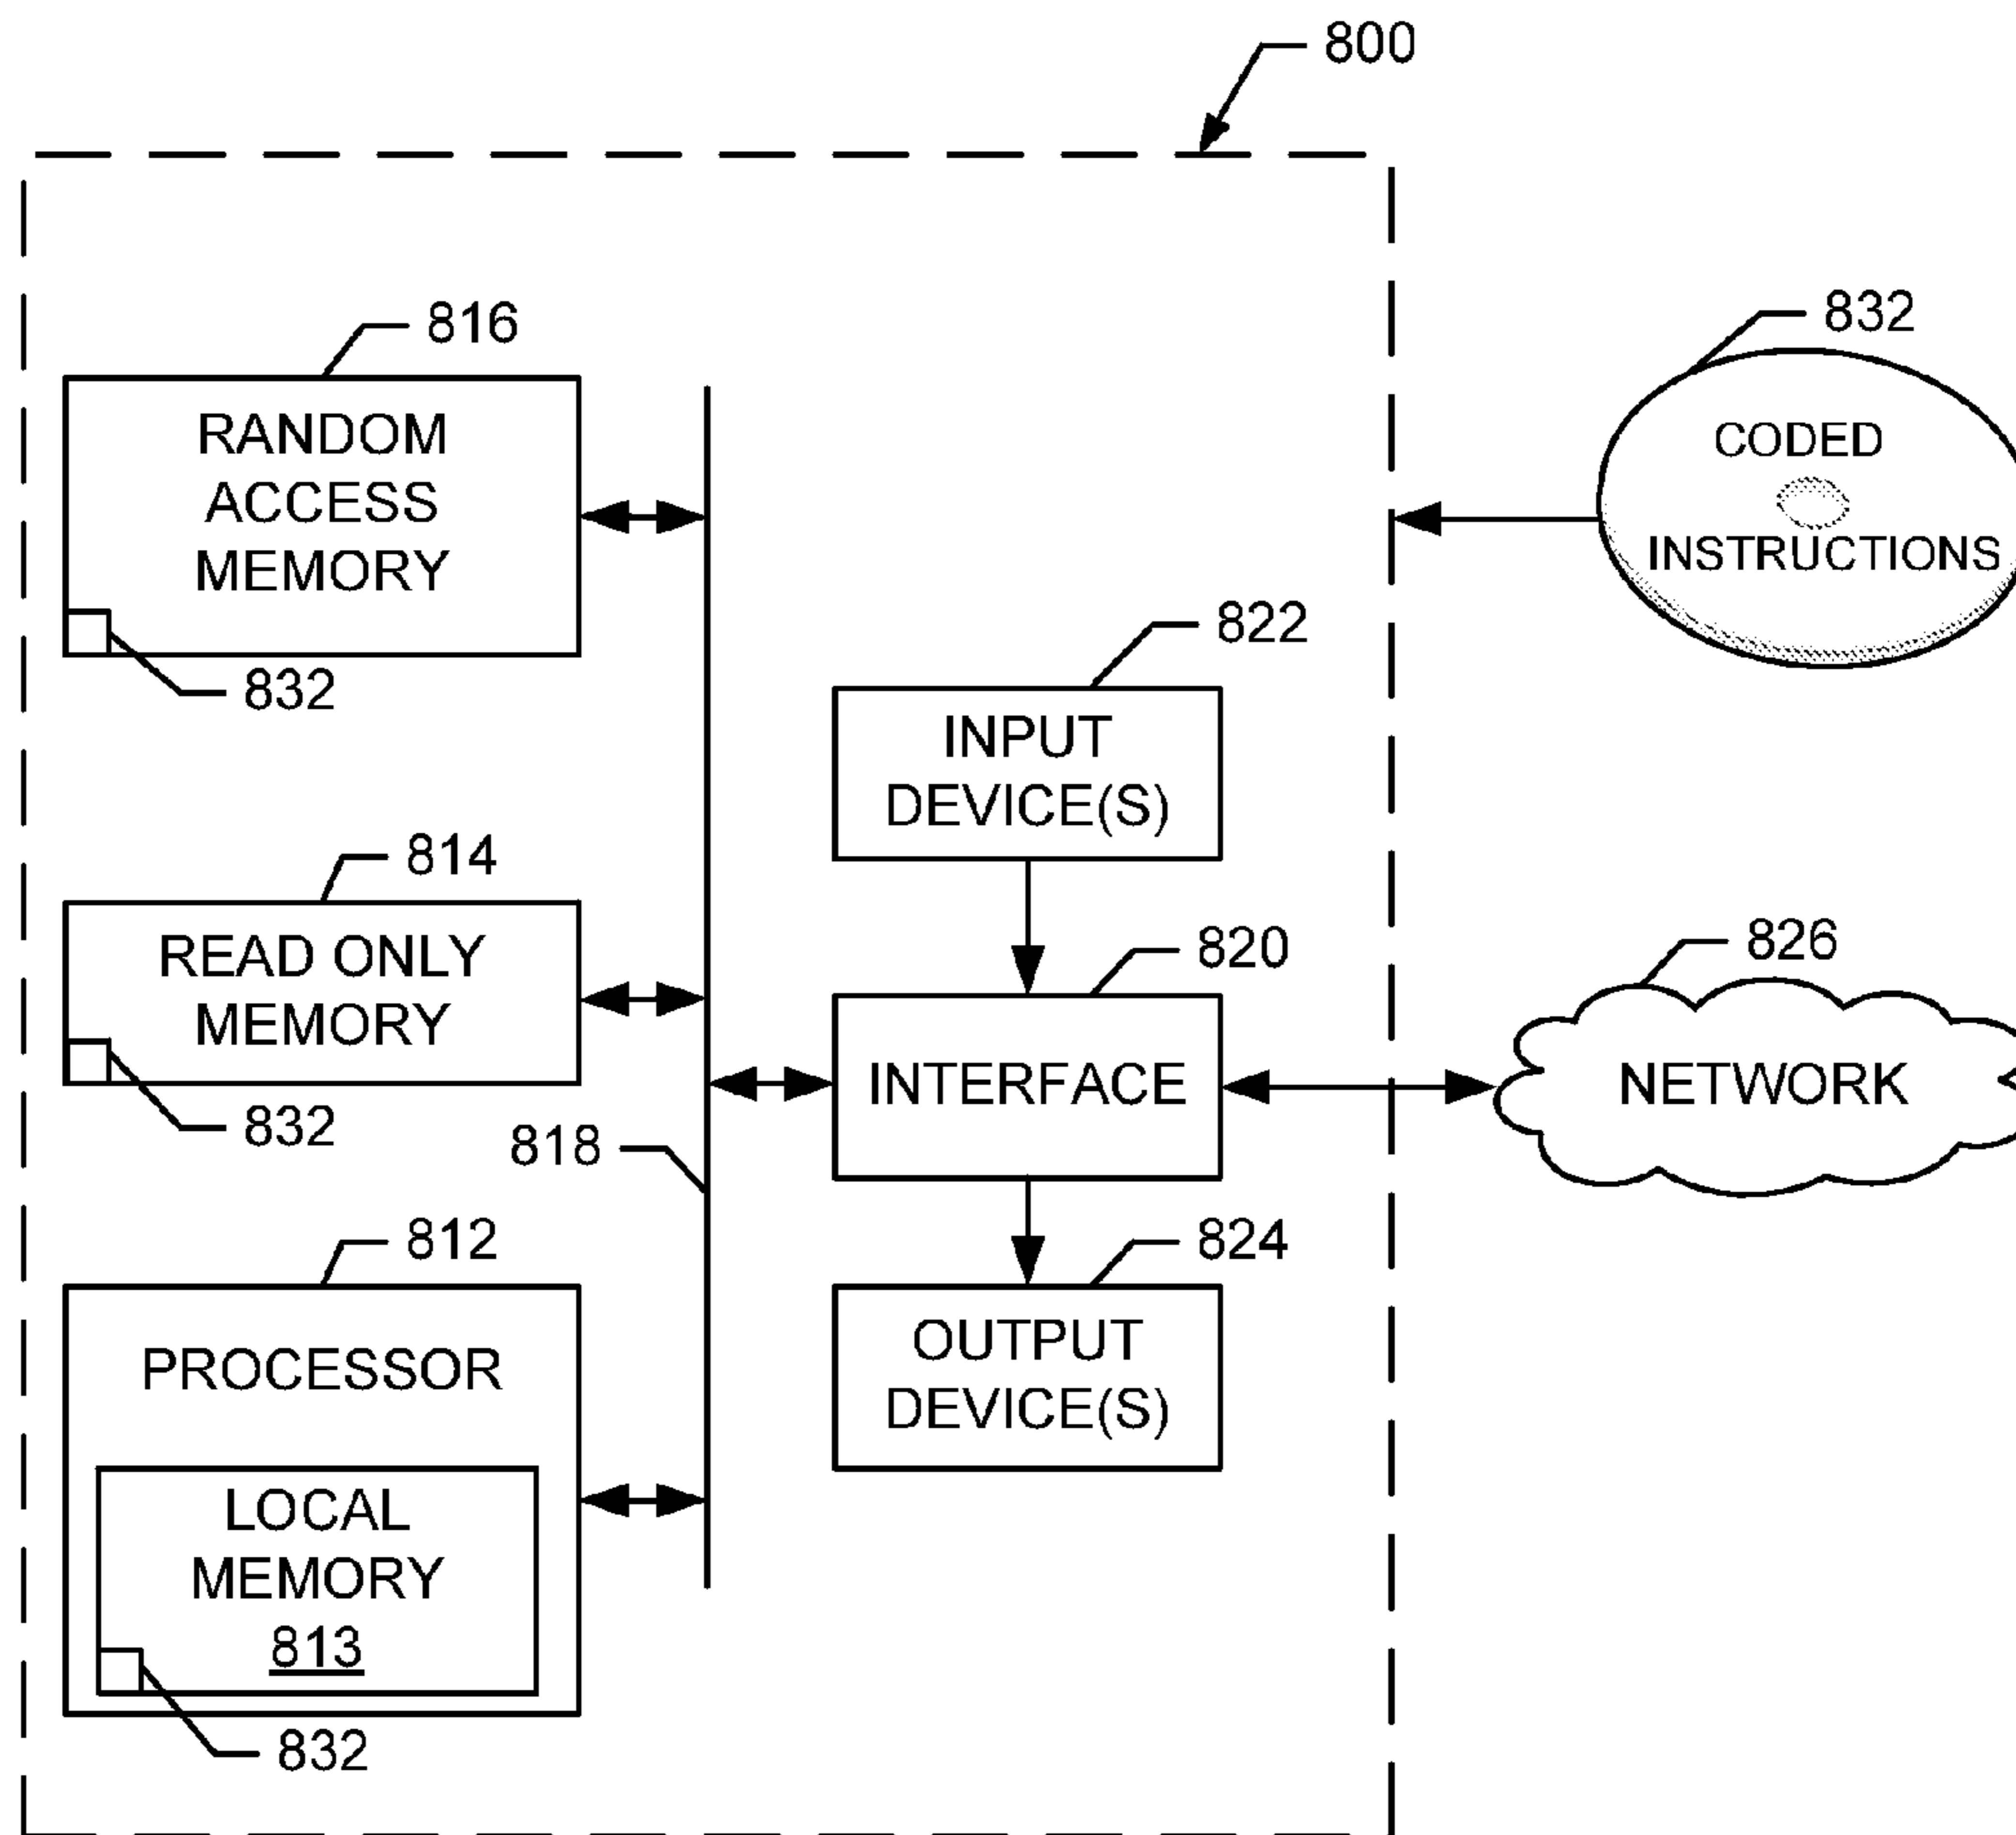 800
816
RANDOM
ACCESS
MEMORY
832
832
CODED
INSTRUCTIONS
822
INPUT
DEVICE(S)
814
READ ONLY
MEMORY
832
818
820
INTERFACE
826
NETWORK
812
PROCESSOR
LOCAL
MEMORY
813
832
824
OUTPUT
DEVICE(S)